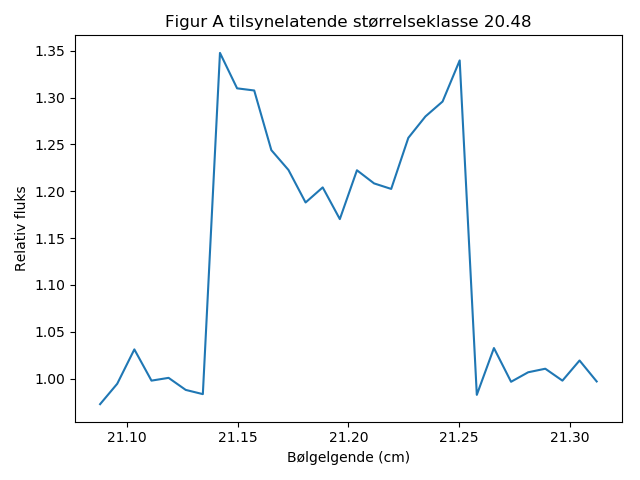 Figur A tilsynelatende størrelseklasse 20.48
1.35
1.30
1.25
1.20
1.15
1.10
1.05
1.00
Relativ fluks
21.10 21.15 21.20 21.25 21.30
Bølgelgende (cm)